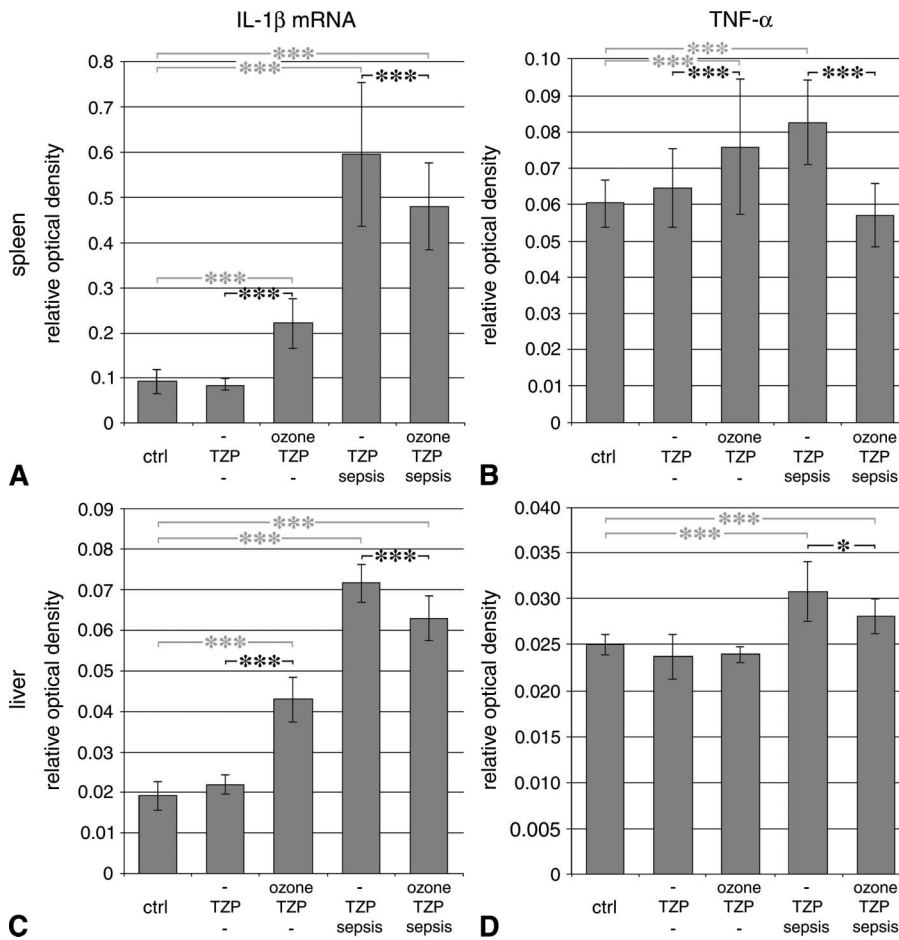 IL-1β mRNA
TNF-α
spleen
relative optical density
0.8
0.7
0.6
0.5
0.4
0.3
0.2
0.1
0
***
***
***
***
***
ctrl
-
TZP
-
ozone
TZP
-
-
TZP
sepsis
ozone
TZP
sepsis
A
relative optical density
0.10
0.09
0.08
0.07
0.06
0.05
0.04
0.03
0.02
0.01
0.00
***
***
***
***
ctrl
-
TZP
-
ozone
TZP
-
-
TZP
sepsis
ozone
TZP
sepsis
B
liver
relative optical density
0.09
0.08
0.07
0.06
0.05
0.04
0.03
0.02
0.01
0
***
***
***
***
***
ctrl
-
TZP
-
ozone
TZP
-
-
TZP
sepsis
ozone
TZP
sepsis
C
relative optical density
0.040
0.035
0.030
0.025
0.020
0.015
0.010
0.005
0
***
***
*
ctrl
-
TZP
-
ozone
TZP
-
-
TZP
sepsis
ozone
TZP
sepsis
D